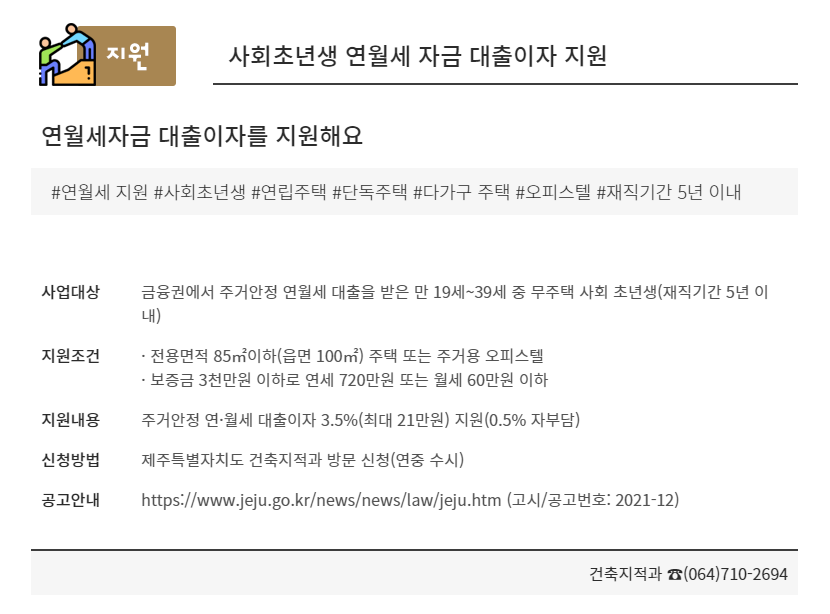 지원
사회초년생 연월세 자금 대출이자 지원
연월세자금 대출이자를 지원해요
#연월세 지원 #사회초년생 #연립주택 #단독주택 #다가구 주택 #오피스텔 #재직기간 5년 이내
사업대상 금융권에서 주거안정 연월세 대출을 받은 만 19세~39세 중 무주택 사회 초년생(재직기간 5년 이
내)
지원조건 · 전용면적 85㎡이하(읍면 100㎡) 주택 또는 주거용 오피스텔
· 보증금 3천만원 이하로 연세 720만원 또는 월세 60만원 이하
지원내용 주거안정 연·월세 대출이자 3.5%(최대 21만원) 지원(0.5% 자부담)
신청방법 제주특별자치도 건축지적과 방문 신청(연중 수시)
공고안내 https://www.jeju.go.kr/news/news/law/jeju.htm (고시/공고번호: 2021-12)
건축지적과 ☎(064)710-2694